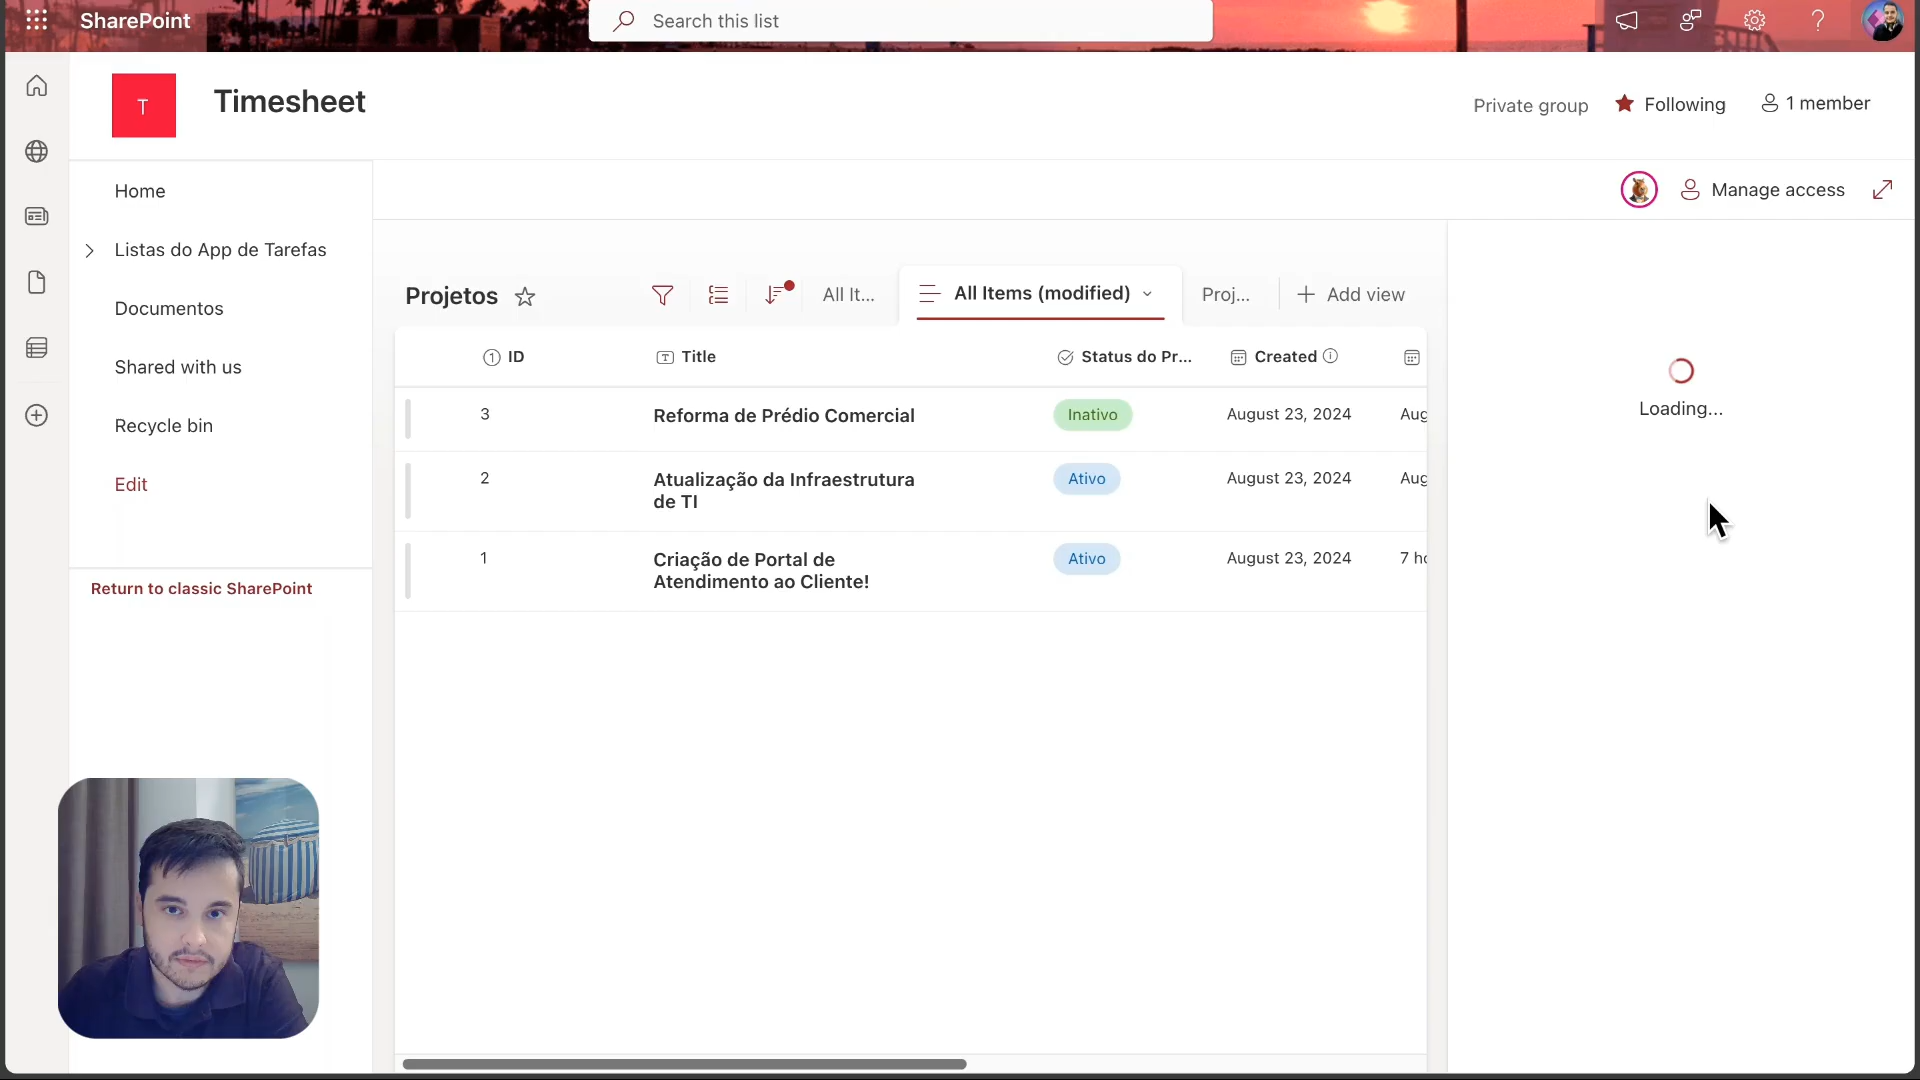 SharePoint
Search this list
T
Timesheet
Private group
Following
1 member
Home
Listas do App de Tarefas
Documentos
Shared with us
Recycle bin
Edit
Return to classic SharePoint
Manage access
Projetos
All It...
All Items (modified)
Proj...
Add view
ID
Title
Status do Pr...
Created
3
Reforma de Prédio Comercial
Inativo
August 23, 2024
Aug
2
Atualização da Infraestrutura
de TI
Ativo
August 23, 2024
Aug
1
Criação de Portal de
Atendimento ao Cliente!
Ativo
August 23, 2024
7 ho
Loading...